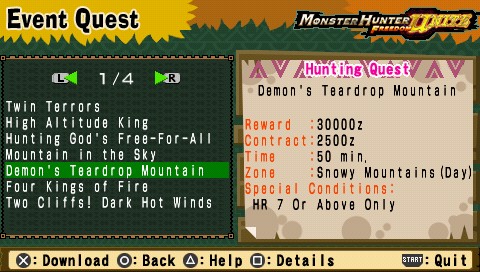 Event Quest
MONSTER HUNTER
FREEDOM UNITE
L 1/4 R
Twin Terrors
High Altitude King
Hunting God's Free-For-All
Mountain in the Sky
Demon's Teardrop Mountain
Four Kings of Fire
Two Cliffs! Dark Hot Winds
Hunting Quest
Demon's Teardrop Mountain
Reward :30000z
Contract:2500z
Time :50 min.
Zone :Snowy Mountains(Day)
Special Conditions:
HR 7 Or Above Only
X: Download O: Back △: Help □: Details START: Quit